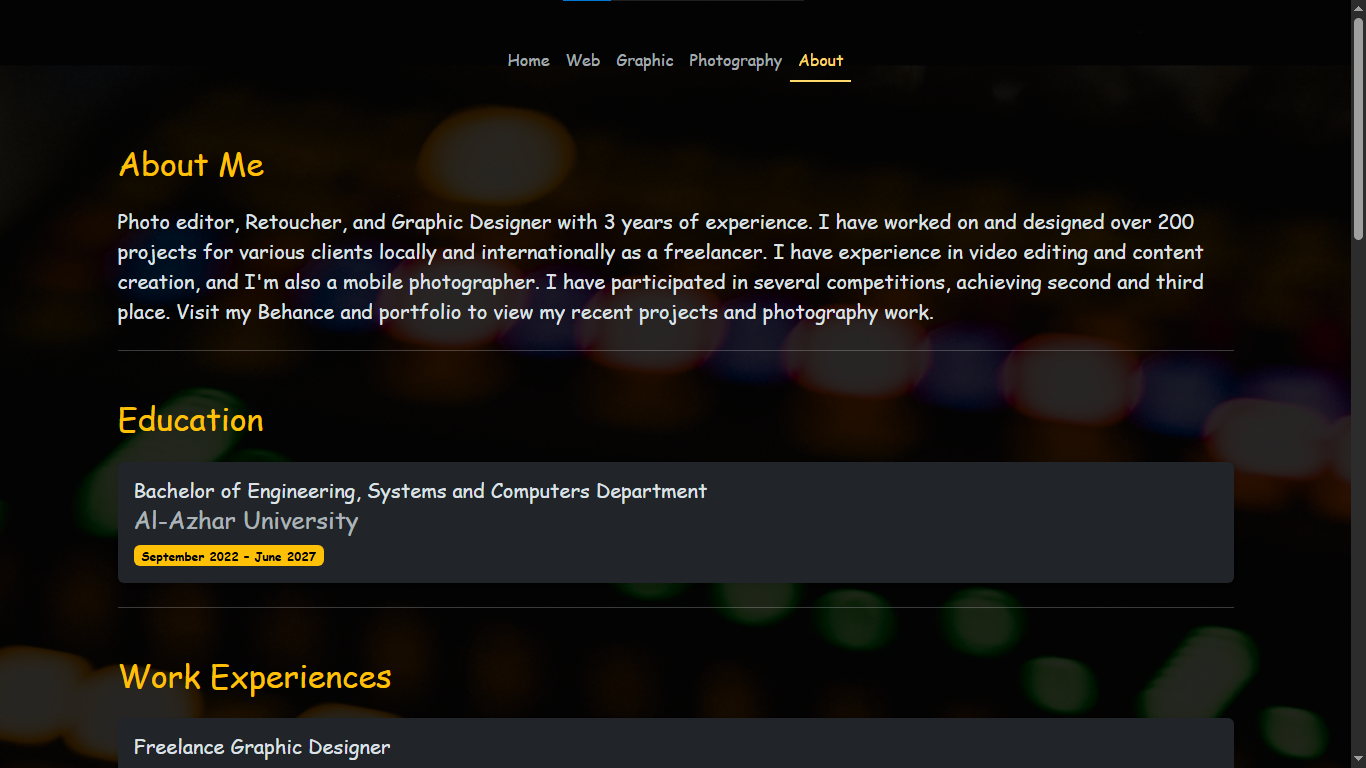 Home Web Graphic Photography About
About Me
Photo editor, Retoucher, and Graphic Designer with 3 years of experience. I have worked on and designed over 200
projects for various clients locally and internationally as a freelancer. I have experience in video editing and content
creation, and I'm also a mobile photographer. I have participated in several competitions, achieving second and third
place. Visit my Behance and portfolio to view my recent projects and photography work.
Education
Bachelor of Engineering, Systems and Computers Department
Al-Azhar University
September 2022 – June 2027
Work Experiences
Freelance Graphic Designer